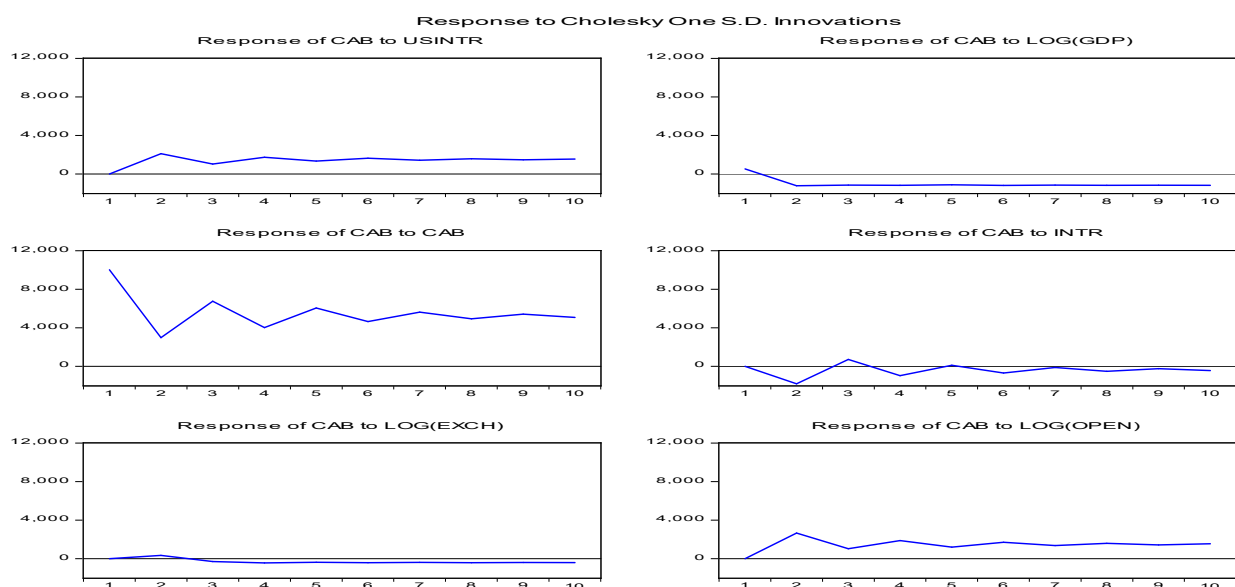 Response to Cholesky One S.D. Innovations
Response of CAB to USINTR
12,000
8,000
4,000
0
1 2 3 4 5 6 7 8 9 10
Response of CAB to LOG(GDP)
12,000
8,000
4,000
0
1 2 3 4 5 6 7 8 9 10
Response of CAB to CAB
12,000
8,000
4,000
0
1 2 3 4 5 6 7 8 9 10
Response of CAB to INTR
12,000
8,000
4,000
0
1 2 3 4 5 6 7 8 9 10
Response of CAB to LOG(EXCH)
12,000
8,000
4,000
0
1 2 3 4 5 6 7 8 9 10
Response of CAB to LOG(OPEN)
12,000
8,000
4,000
0
1 2 3 4 5 6 7 8 9 10